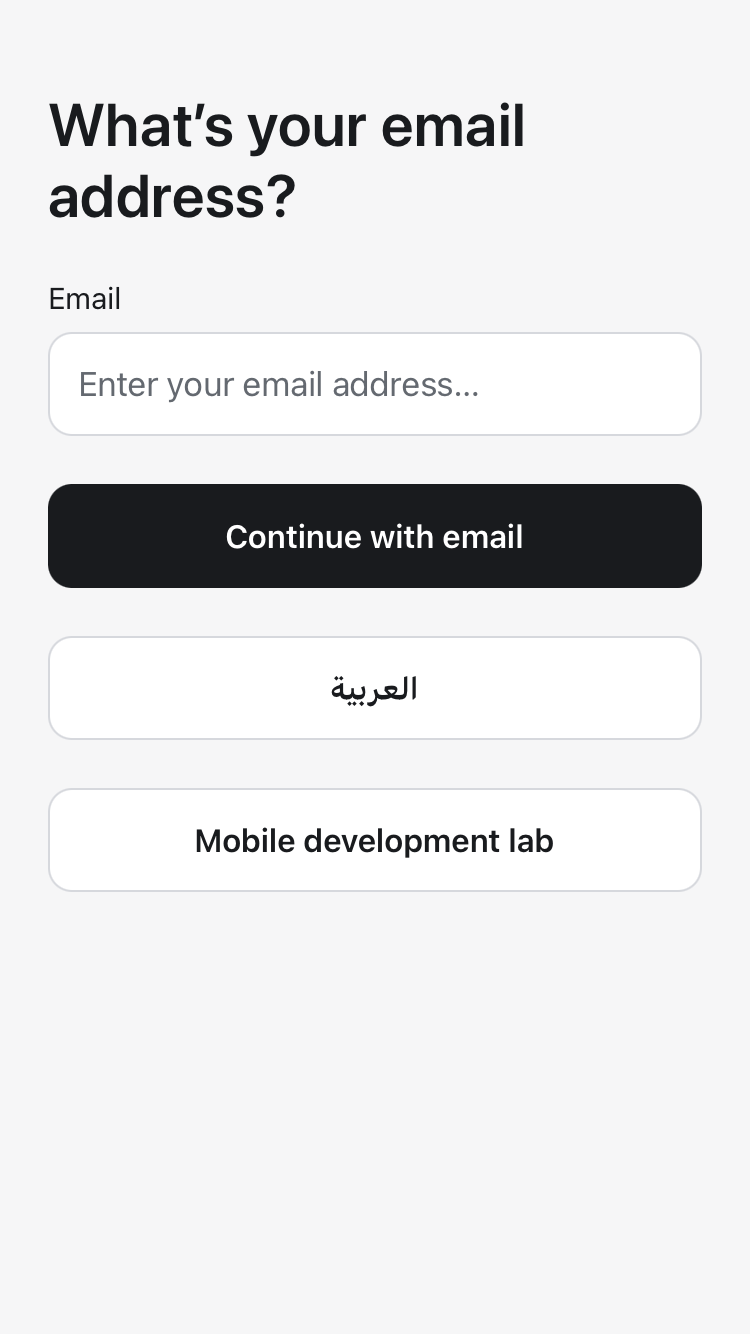 What’s your email
address?
Email
Enter your email address...
Continue with email
العربية
Mobile development lab